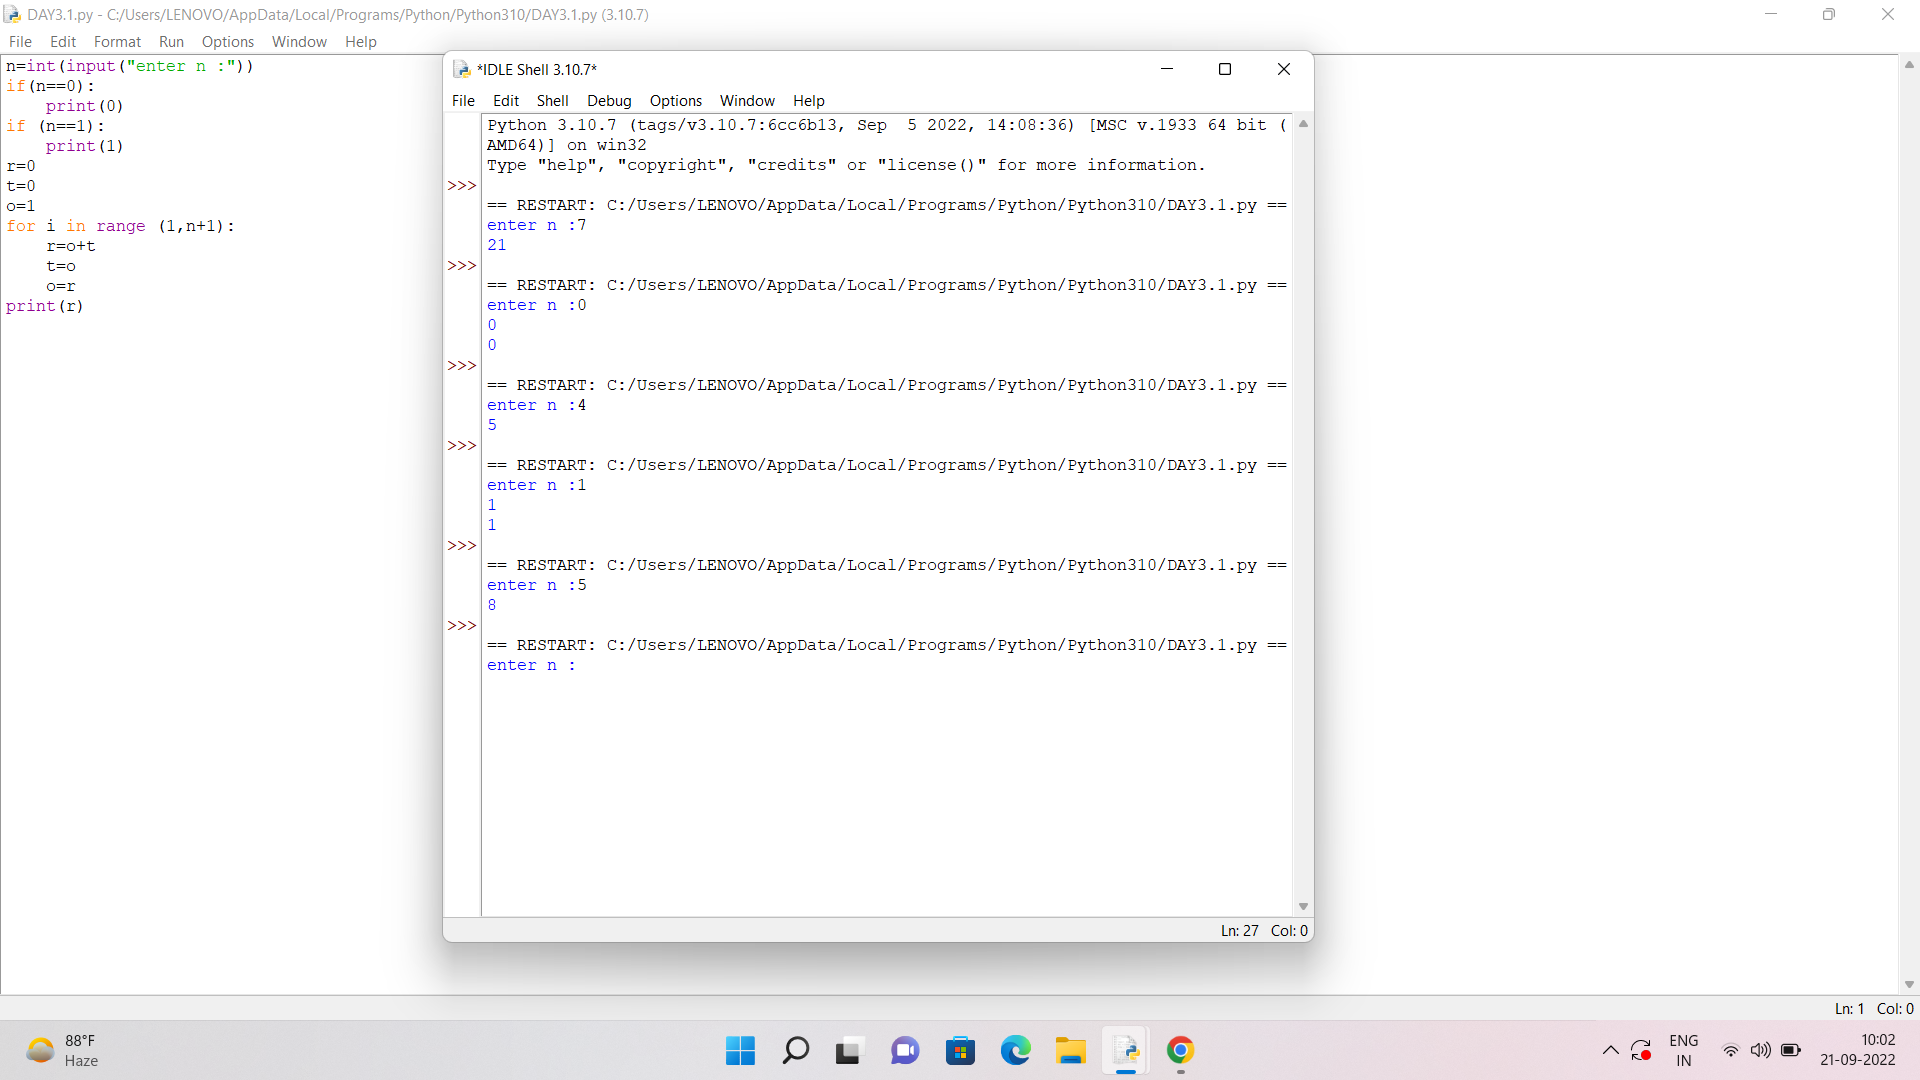 DAY3.1.py - C:/Users/LENOVO/AppData/Local/Programs/Python/Python310/DAY3.1.py (3.10.7)
File Edit Format Run Options Window Help
n=int(input("enter n :"))
if(n==0):
    print(0)
if (n==1):
    print(1)
r=0
t=0
o=1
for i in range (1,n+1):
    r=o+t
    t=o
    o=r
print(r)
Ln: 1 Col: 0
*IDLE Shell 3.10.7*
File Edit Shell Debug Options Window Help
Python 3.10.7 (tags/v3.10.7:6cc6b13, Sep  5 2022, 14:08:36) [MSC v.1933 64 bit (
AMD64)] on win32
Type "help", "copyright", "credits" or "license()" for more information.
>>>
== RESTART: C:/Users/LENOVO/AppData/Local/Programs/Python/Python310/DAY3.1.py ==
enter n :7
21
>>>
== RESTART: C:/Users/LENOVO/AppData/Local/Programs/Python/Python310/DAY3.1.py ==
enter n :0
0
0
>>>
== RESTART: C:/Users/LENOVO/AppData/Local/Programs/Python/Python310/DAY3.1.py ==
enter n :4
5
>>>
== RESTART: C:/Users/LENOVO/AppData/Local/Programs/Python/Python310/DAY3.1.py ==
enter n :1
1
1
>>>
== RESTART: C:/Users/LENOVO/AppData/Local/Programs/Python/Python310/DAY3.1.py ==
enter n :5
8
>>>
== RESTART: C:/Users/LENOVO/AppData/Local/Programs/Python/Python310/DAY3.1.py ==
enter n :
Ln: 27 Col: 0
88°F
Haze
ENG
IN
10:02
21-09-2022